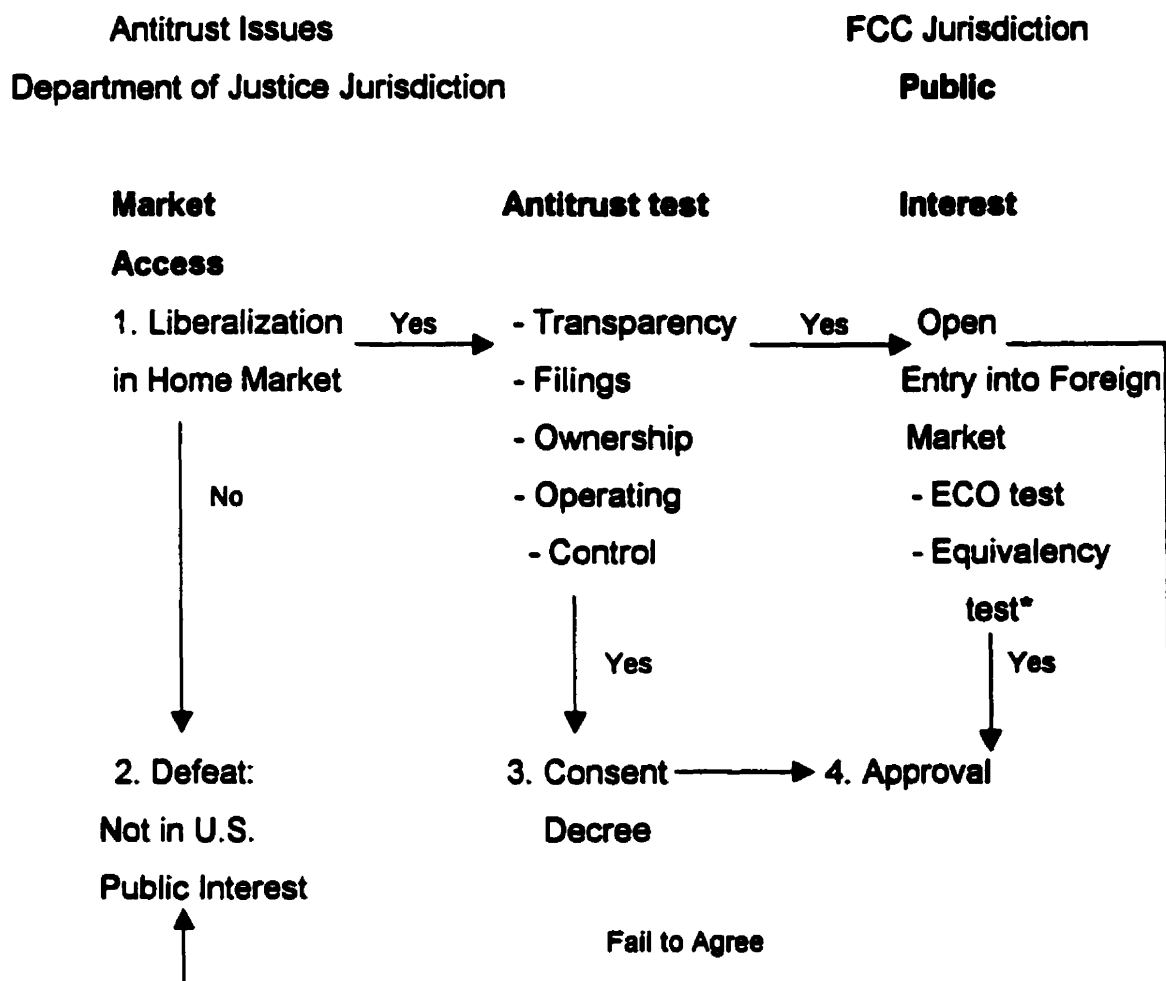 Antitrust Issues
FCC Jurisdiction
Department of Justice Jurisdiction
Public
Market
Antitrust test
Interest
Access
1. Liberalization
Yes
- Transparency
Yes
Open
in Home Market
- Filings
Entry into Foreign
- Ownership
Market
No
- Operating
- ECO test
- Control
- Equivalency
test*
Yes
Yes
2. Defeat:
3. Consent
4. Approval
Not in U.S.
Decree
Public Interest
Fail to Agree